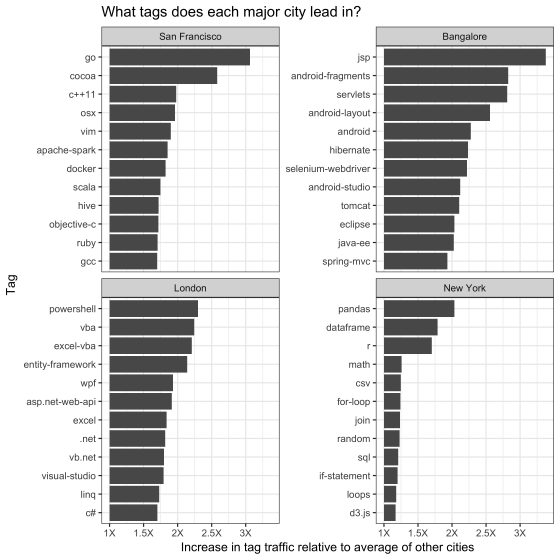 What tags does each major city lead in?
San Francisco
go
cocoa
c++11
osx
vim
apache-spark
docker
scala
hive
objective-c
ruby
gcc
Bangalore
jsp
android-fragments
servlets
android-layout
android
hibernate
selenium-webdriver
android-studio
tomcat
eclipse
java-ee
spring-mvc
Tag
London
powershell
vba
excel-vba
entity-framework
wpf
asp.net-web-api
excel
.net
vb.net
visual-studio
linq
c#
1X 1.5X 2X 2.5X 3X
New York
pandas
dataframe
r
math
csv
for-loop
join
random
sql
if-statement
loops
d3.js
1X 1.5X 2X 2.5X 3X
Increase in tag traffic relative to average of other cities